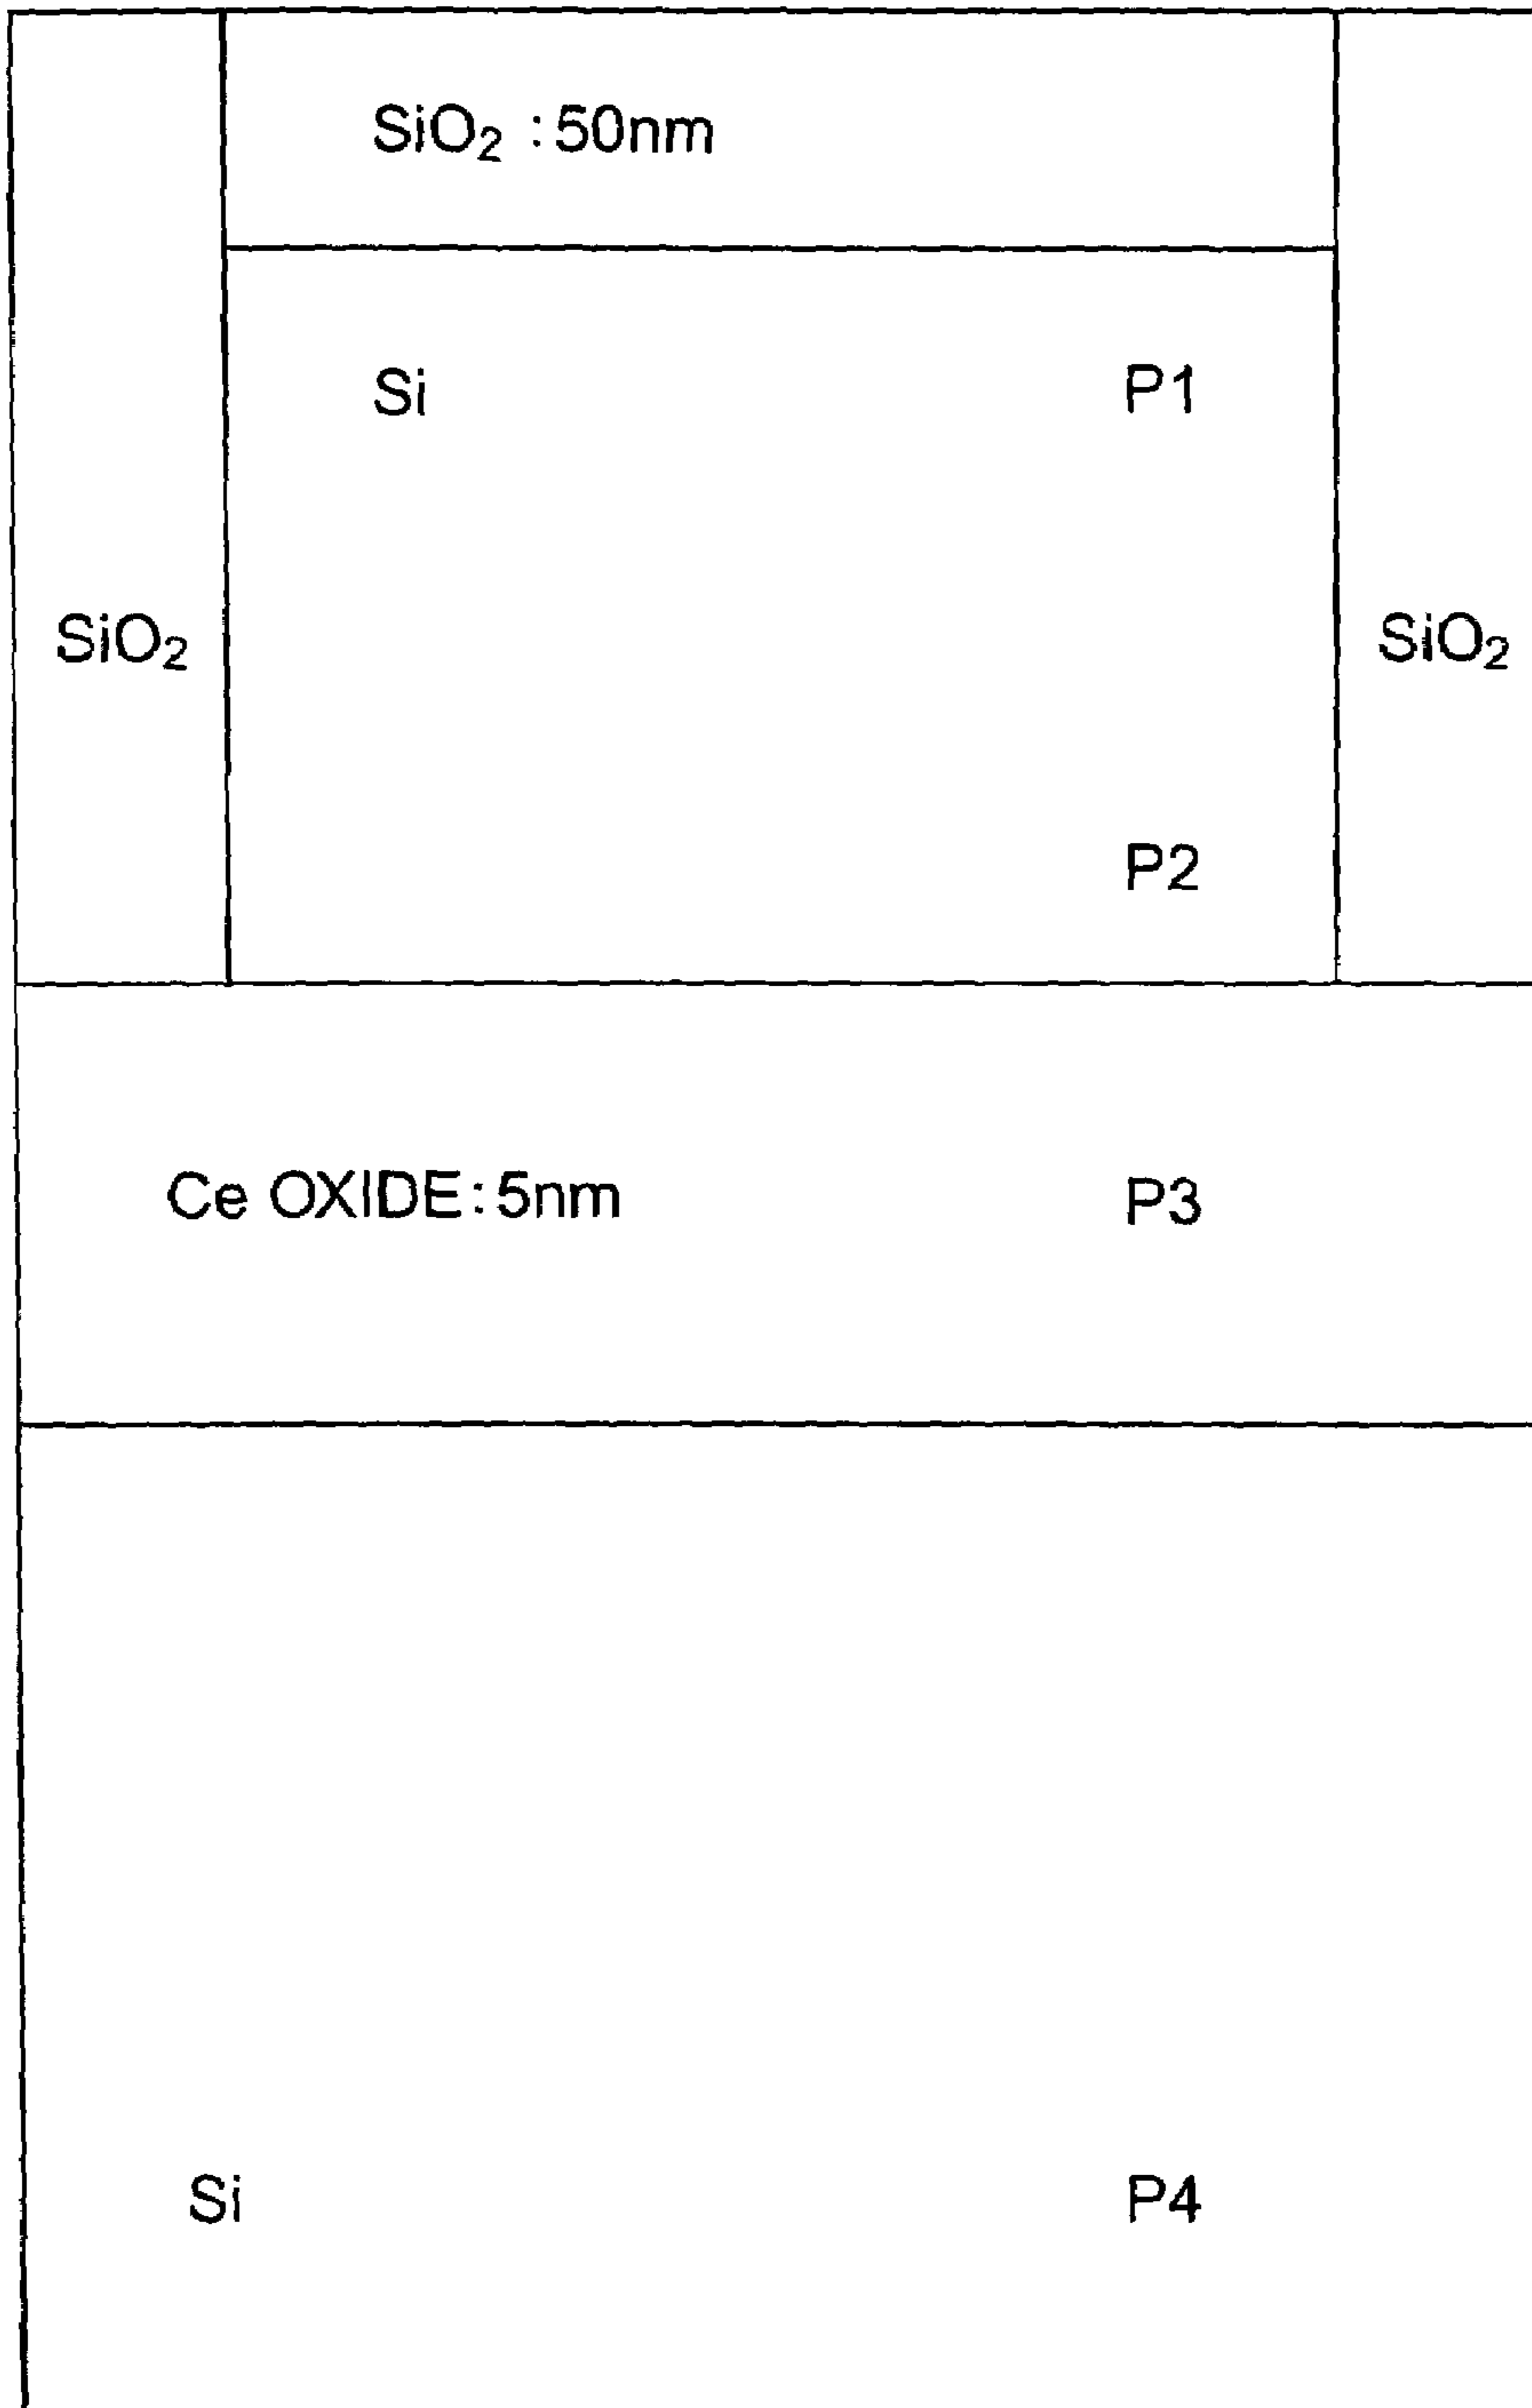 SiO₂ :50nm
Si P1
SiO₂ SiO₂
P2
Ce OXIDE:5nm P3
Si P4